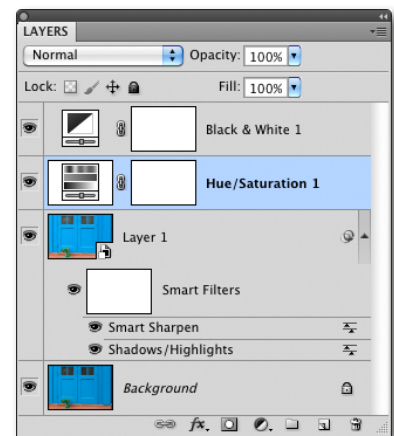 LAYERS
Normal Opacity: 100%
Lock: Fill: 100%
Black & White 1
Hue/Saturation 1
Layer 1
Smart Filters
Smart Sharpen
Shadows/Highlights
Background
fx.